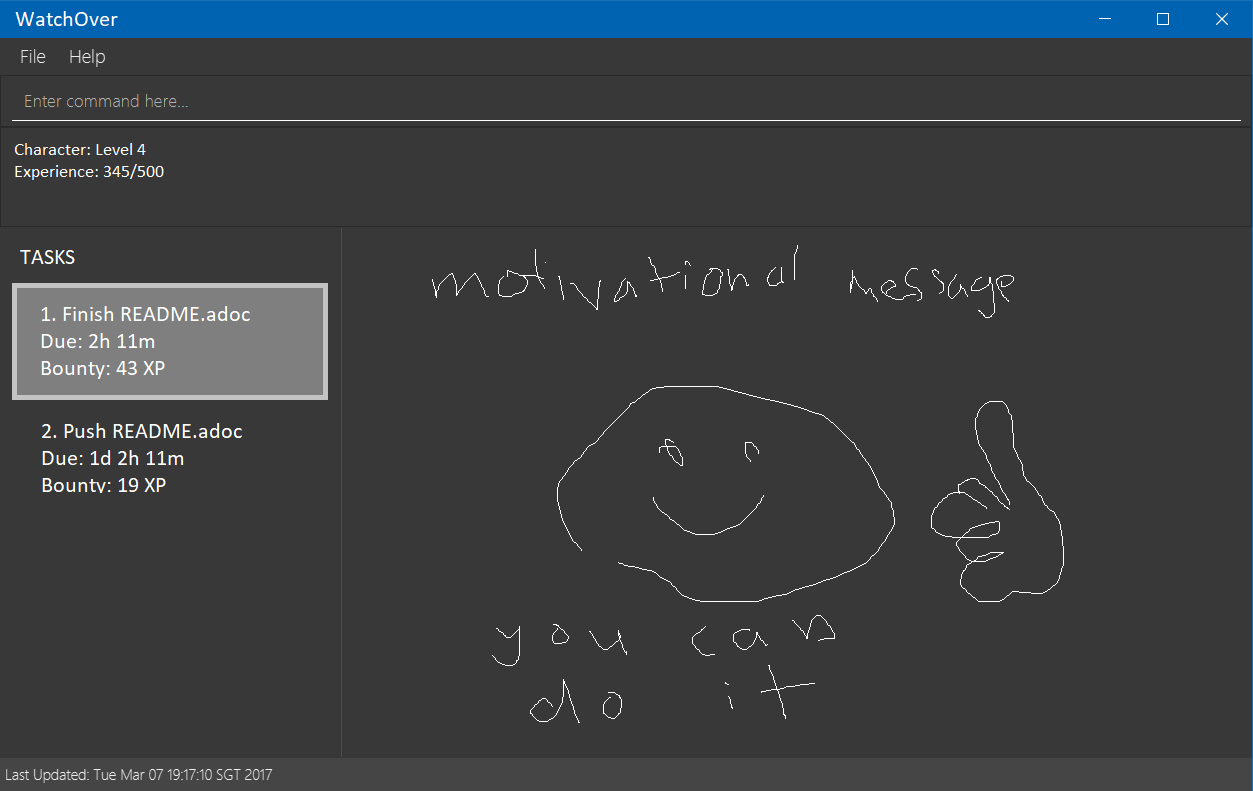 WatchOver
File Help
Enter command here...
Character: Level 4
Experience: 345/500
TASKS
1. Finish README.adoc
Due: 2h 11m
Bounty: 43 XP
2. Push README.adoc
Due: 1d 2h 11m
Bounty: 19 XP
motivational message
you can
do it
Last Updated: Tue Mar 07 19:17:10 SGT 2017